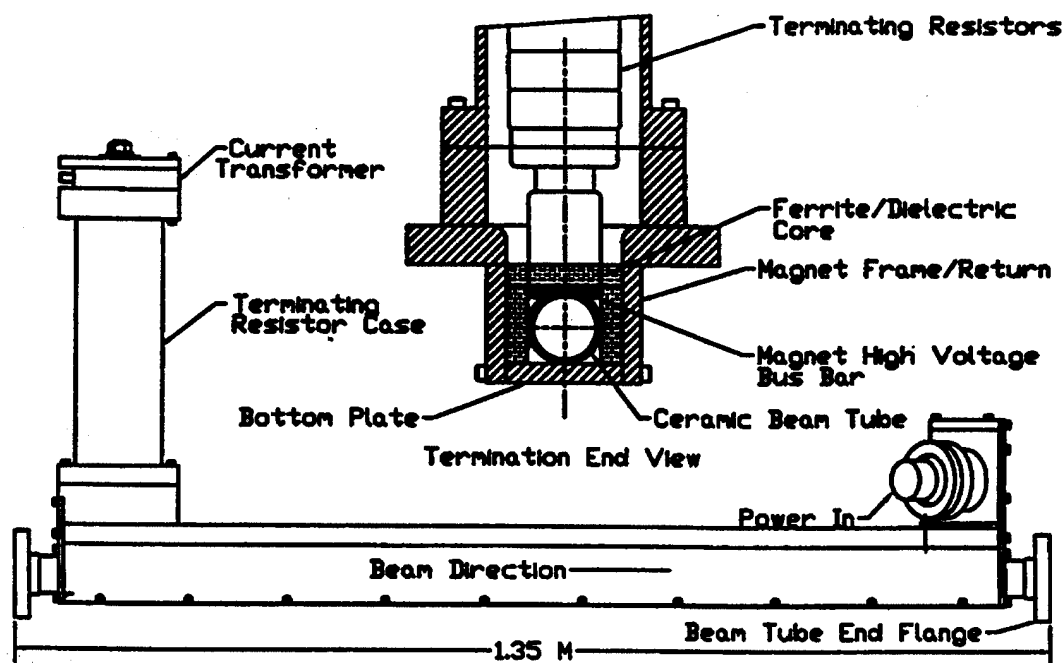 Terminating Resistors
Current
Transformer
Ferrite/Dielectric
Core
Magnet Frame/Return
Terminating
Resistor Case
Magnet High Voltage
Bus Bar
Bottom Plate
Ceramic Beam Tube
Termination End View
Power In
Beam Direction
Beam Tube End Flange
1.35 M